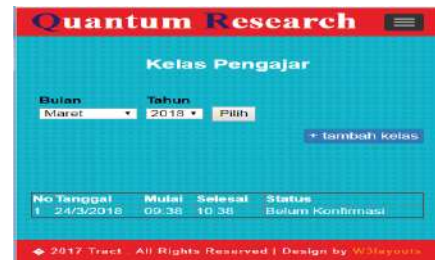 Quantum Research
Kelas Pengajar
Bulan Tahun
Maret 2018 Pilih
+ tambah kelas
No Tanggal Mulai Selesai Status
1 24/3/2018 09:38 10:38 Belum Konfirmasi
© 2017 Tract . All Rights Reserved | Design by W3layouts